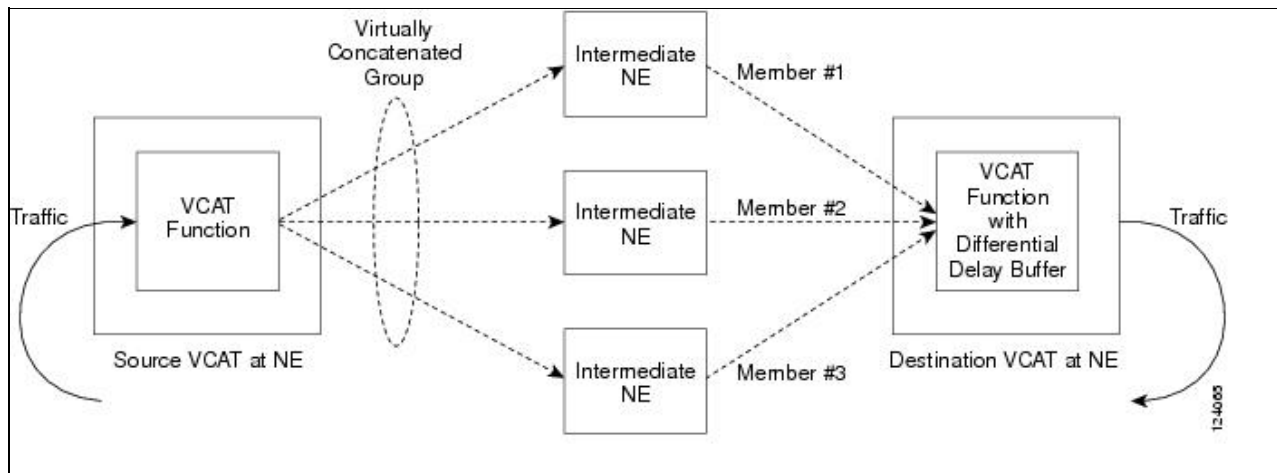 Virtually
Concatenated
Group
Intermediate
NE
Member #1
VCAT
Function
VCAT
Function
with
Differential
Delay Buffer
Traffic
Intermediate
NE
Member #2
Traffic
Source VCAT at NE
Intermediate
NE
Member #3
Destination VCAT at NE
124065